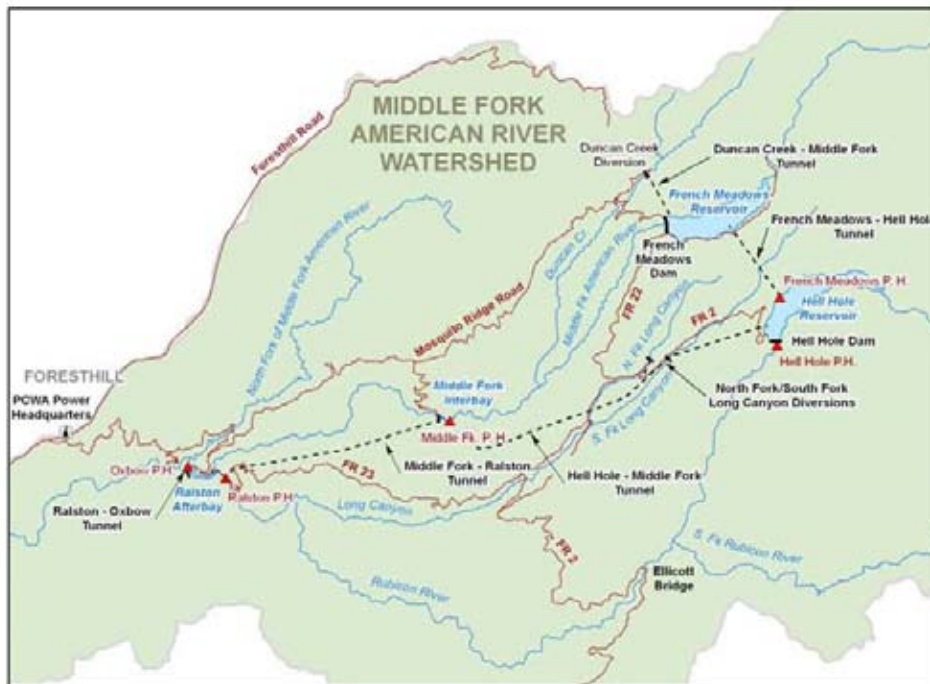 MIDDLE FORK
AMERICAN RIVER
WATERSHED
Foresthill Road
Duncan Creek
Diversion
Duncan Creek - Middle Fork
Tunnel
French Meadows
Reservoir
French Meadows - Hell Hole
Tunnel
French
Meadows
Dam
North Fork of Middle Fork American River
Duncan Cr.
Middle Fk American River
Mosquito Ridge Road
FR 22
N. Fk Long Canyon
FR 2
French Meadows P. H.
Hell Hole
Reservoir
Hell Hole Dam
Hell Hole P.H.
FORESTHILL
PCWA Power
Headquarters
Middle Fork
Interbay
Middle Fk. P. H.
North Fork/South Fork
Long Canyon Diversions
S. Fk Long Canyon
Oxbow P.H.
Ralston
Afterbay
Ralston P.H.
Ralston - Oxbow
Tunnel
FR 23
Middle Fork - Ralston
Tunnel
Hell Hole - Middle Fork
Tunnel
Long Canyon
FR 2
S. Fk Rubicon River
Ellicott
Bridge
Rubicon River